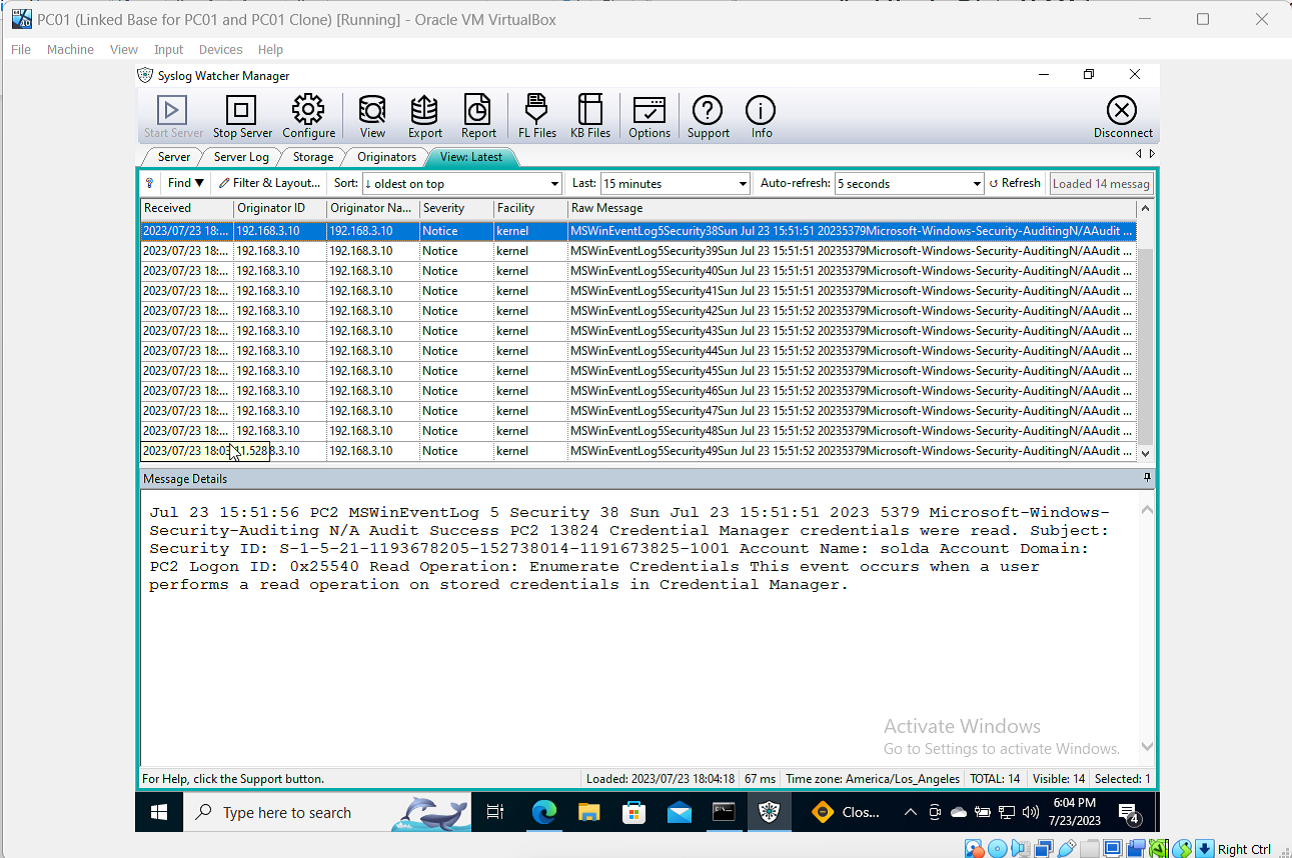 PC01 (Linked Base for PC01 and PC01 Clone) [Running] - Oracle VM VirtualBox
File Machine View Input Devices Help
Syslog Watcher Manager
Start Server Stop Server Configure View Export Report FL Files KB Files Options Support Info Disconnect
Server Server Log Storage Originators View: Latest
? Find ▼ Filter & Layout... Sort: ↓ oldest on top Last: 15 minutes Auto-refresh: 5 seconds Refresh Loaded 14 messag
Received Originator ID Originator Na... Severity Facility Raw Message
2023/07/23 18:... 192.168.3.10 192.168.3.10 Notice kernel MSWinEventLog5Security38Sun Jul 23 15:51:51 20235379Microsoft-Windows-Security-AuditingN/AAudit ...
2023/07/23 18:... 192.168.3.10 192.168.3.10 Notice kernel MSWinEventLog5Security39Sun Jul 23 15:51:51 20235379Microsoft-Windows-Security-AuditingN/AAudit ...
2023/07/23 18:... 192.168.3.10 192.168.3.10 Notice kernel MSWinEventLog5Security40Sun Jul 23 15:51:51 20235379Microsoft-Windows-Security-AuditingN/AAudit ...
2023/07/23 18:... 192.168.3.10 192.168.3.10 Notice kernel MSWinEventLog5Security41Sun Jul 23 15:51:51 20235379Microsoft-Windows-Security-AuditingN/AAudit ...
2023/07/23 18:... 192.168.3.10 192.168.3.10 Notice kernel MSWinEventLog5Security42Sun Jul 23 15:51:52 20235379Microsoft-Windows-Security-AuditingN/AAudit ...
2023/07/23 18:... 192.168.3.10 192.168.3.10 Notice kernel MSWinEventLog5Security43Sun Jul 23 15:51:52 20235379Microsoft-Windows-Security-AuditingN/AAudit ...
2023/07/23 18:... 192.168.3.10 192.168.3.10 Notice kernel MSWinEventLog5Security44Sun Jul 23 15:51:52 20235379Microsoft-Windows-Security-AuditingN/AAudit ...
2023/07/23 18:... 192.168.3.10 192.168.3.10 Notice kernel MSWinEventLog5Security45Sun Jul 23 15:51:52 20235379Microsoft-Windows-Security-AuditingN/AAudit ...
2023/07/23 18:... 192.168.3.10 192.168.3.10 Notice kernel MSWinEventLog5Security46Sun Jul 23 15:51:52 20235379Microsoft-Windows-Security-AuditingN/AAudit ...
2023/07/23 18:... 192.168.3.10 192.168.3.10 Notice kernel MSWinEventLog5Security47Sun Jul 23 15:51:52 20235379Microsoft-Windows-Security-AuditingN/AAudit ...
2023/07/23 18:... 192.168.3.10 192.168.3.10 Notice kernel MSWinEventLog5Security48Sun Jul 23 15:51:52 20235379Microsoft-Windows-Security-AuditingN/AAudit ...
2023/07/23 8.3.10 192.168.3.10 Notice kernel MSWinEventLog5Security49Sun Jul 23 15:51:52 20235379Microsoft-Windows-Security-AuditingN/AAudit ...
Message Details
Jul 23 15:51:56 PC2 MSWinEventLog 5 Security 38 Sun Jul 23 15:51:51 2023 5379 Microsoft-Windows-
Security-Auditing N/A Audit Success PC2 13824 Credential Manager credentials were read. Subject:
Security ID: S-1-5-21-1193678205-152738014-1191673825-1001 Account Name: solda Account Domain:
PC2 Logon ID: 0x25540 Read Operation: Enumerate Credentials This event occurs when a user
performs a read operation on stored credentials in Credential Manager.
Activate Windows
Go to Settings to activate Windows.
For Help, click the Support button. Loaded: 2023/07/23 18:04:18 67 ms Time zone: America/Los_Angeles TOTAL: 14 Visible: 14 Selected: 1
Type here to search Clos... 6:04 PM
7/23/2023 4
Right Ctrl